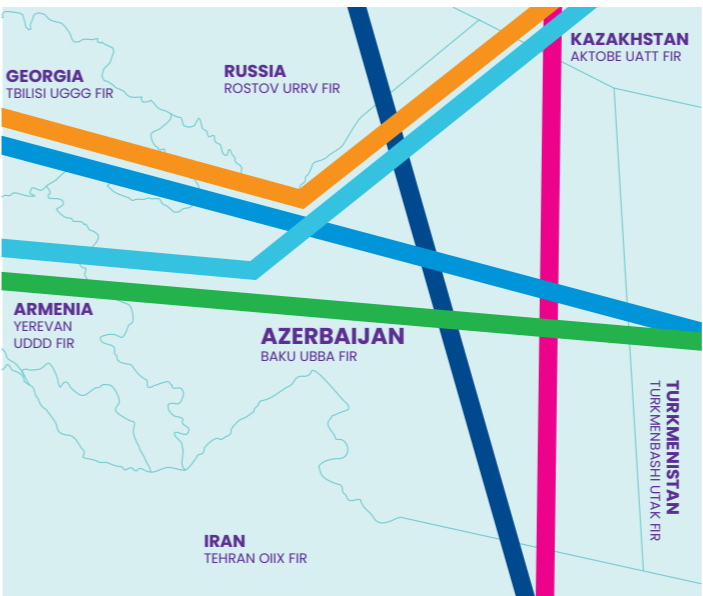 KAZAKHSTAN
AKTOBE UATT FIR
GEORGIA
TBILISI UGGG FIR
RUSSIA
ROSTOV URRV FIR
ARMENIA
YEREVAN
UDDD FIR
AZERBAIJAN
BAKU UBBA FIR
TURKMENISTAN
TURKMENBASHI UTAK FIR
IRAN
TEHRAN OIIX FIR